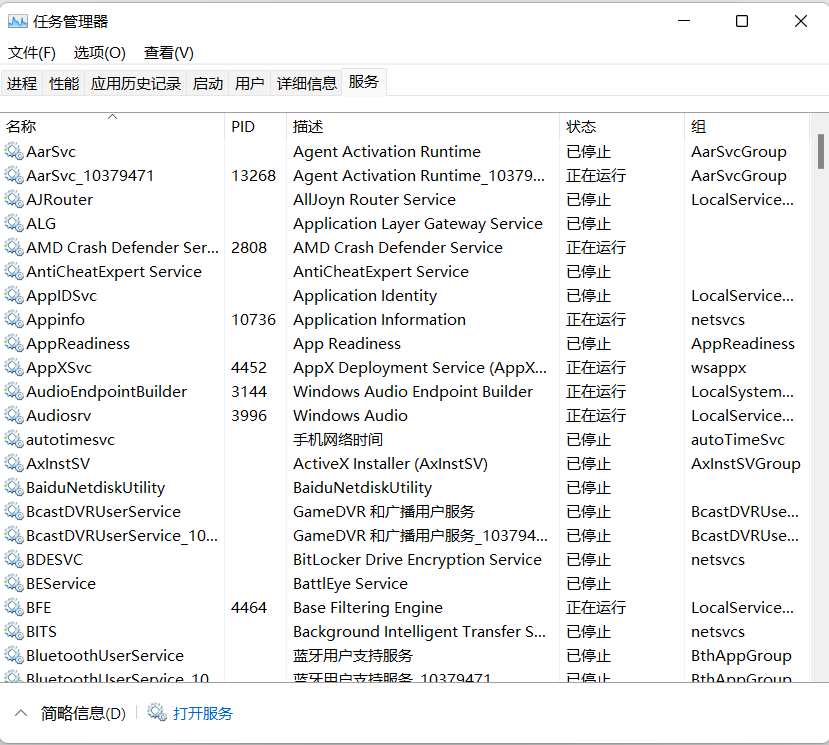 任务管理器
文件(F) 选项(O) 查看(V)
进程 性能 应用历史记录 启动 用户 详细信息 服务
名称 PID 描述 状态 组
AarSvc Agent Activation Runtime 已停止 AarSvcGroup
AarSvc_10379471 13268 Agent Activation Runtime_10379... 正在运行 AarSvcGroup
AJRouter AllJoyn Router Service 已停止 LocalService...
ALG Application Layer Gateway Service 已停止
AMD Crash Defender Ser... 2808 AMD Crash Defender Service 正在运行
AntiCheatExpert Service AntiCheatExpert Service 已停止
AppIDSvc Application Identity 已停止 LocalService...
Appinfo 10736 Application Information 正在运行 netsvcs
AppReadiness App Readiness 已停止 AppReadiness
AppXSvc 4452 AppX Deployment Service (AppX... 正在运行 wsappx
AudioEndpointBuilder 3144 Windows Audio Endpoint Builder 正在运行 LocalSystem...
Audiosrv 3996 Windows Audio 正在运行 LocalService...
autotimesvc 手机网络时间 已停止 autoTimeSvc
AxInstSV ActiveX Installer (AxInstSV) 已停止 AxInstSVGroup
BaiduNetdiskUtility BaiduNetdiskUtility 已停止
BcastDVRUserService GameDVR 和广播用户服务 已停止 BcastDVRUse...
BcastDVRUserService_10... GameDVR 和广播用户服务_103794... 已停止 BcastDVRUse...
BDESVC BitLocker Drive Encryption Service 已停止 netsvcs
BEService BattlEye Service 已停止
BFE 4464 Base Filtering Engine 正在运行 LocalService...
BITS Background Intelligent Transfer S... 已停止 netsvcs
BluetoothUserService 蓝牙用户支持服务 已停止 BthAppGroup
BluetoothUserService_10... 蓝牙用户支持服务_10379471 已停止 BthAppGroup
简略信息(D) 打开服务